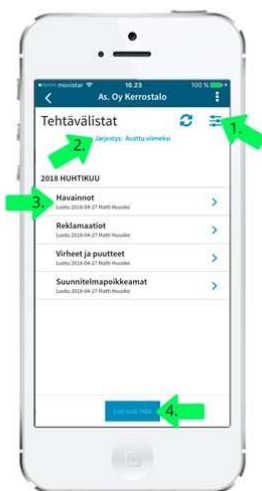 movistar 16.23 100 %
As. Oy Kerrostalo
Tehtävälistat
1.
2. Järjestys: Avattu viimeksi
2018 HUHTIKUU
3. Havainnot
Luotu 2018-04-27 Matti Huusko
Reklamaatiot
Luotu 2018-04-27 Matti Huusko
Virheet ja puutteet
Luotu 2018-04-27 Matti Huusko
Suunnitelmapoikkeamat
Luotu 2018-04-27 Matti Huusko
4.